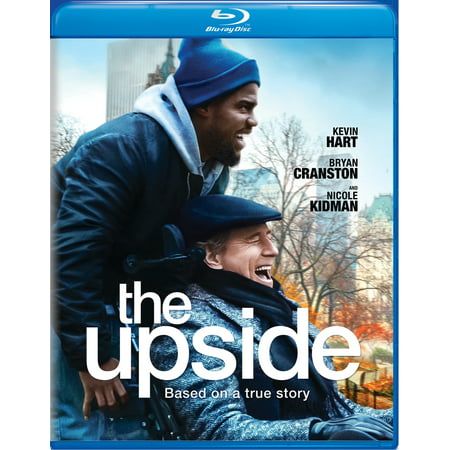 Blu-ray Disc
KEVIN
HART
BRYAN
CRANSTON
AND
NICOLE
KIDMAN
the
upside
Based on a true story